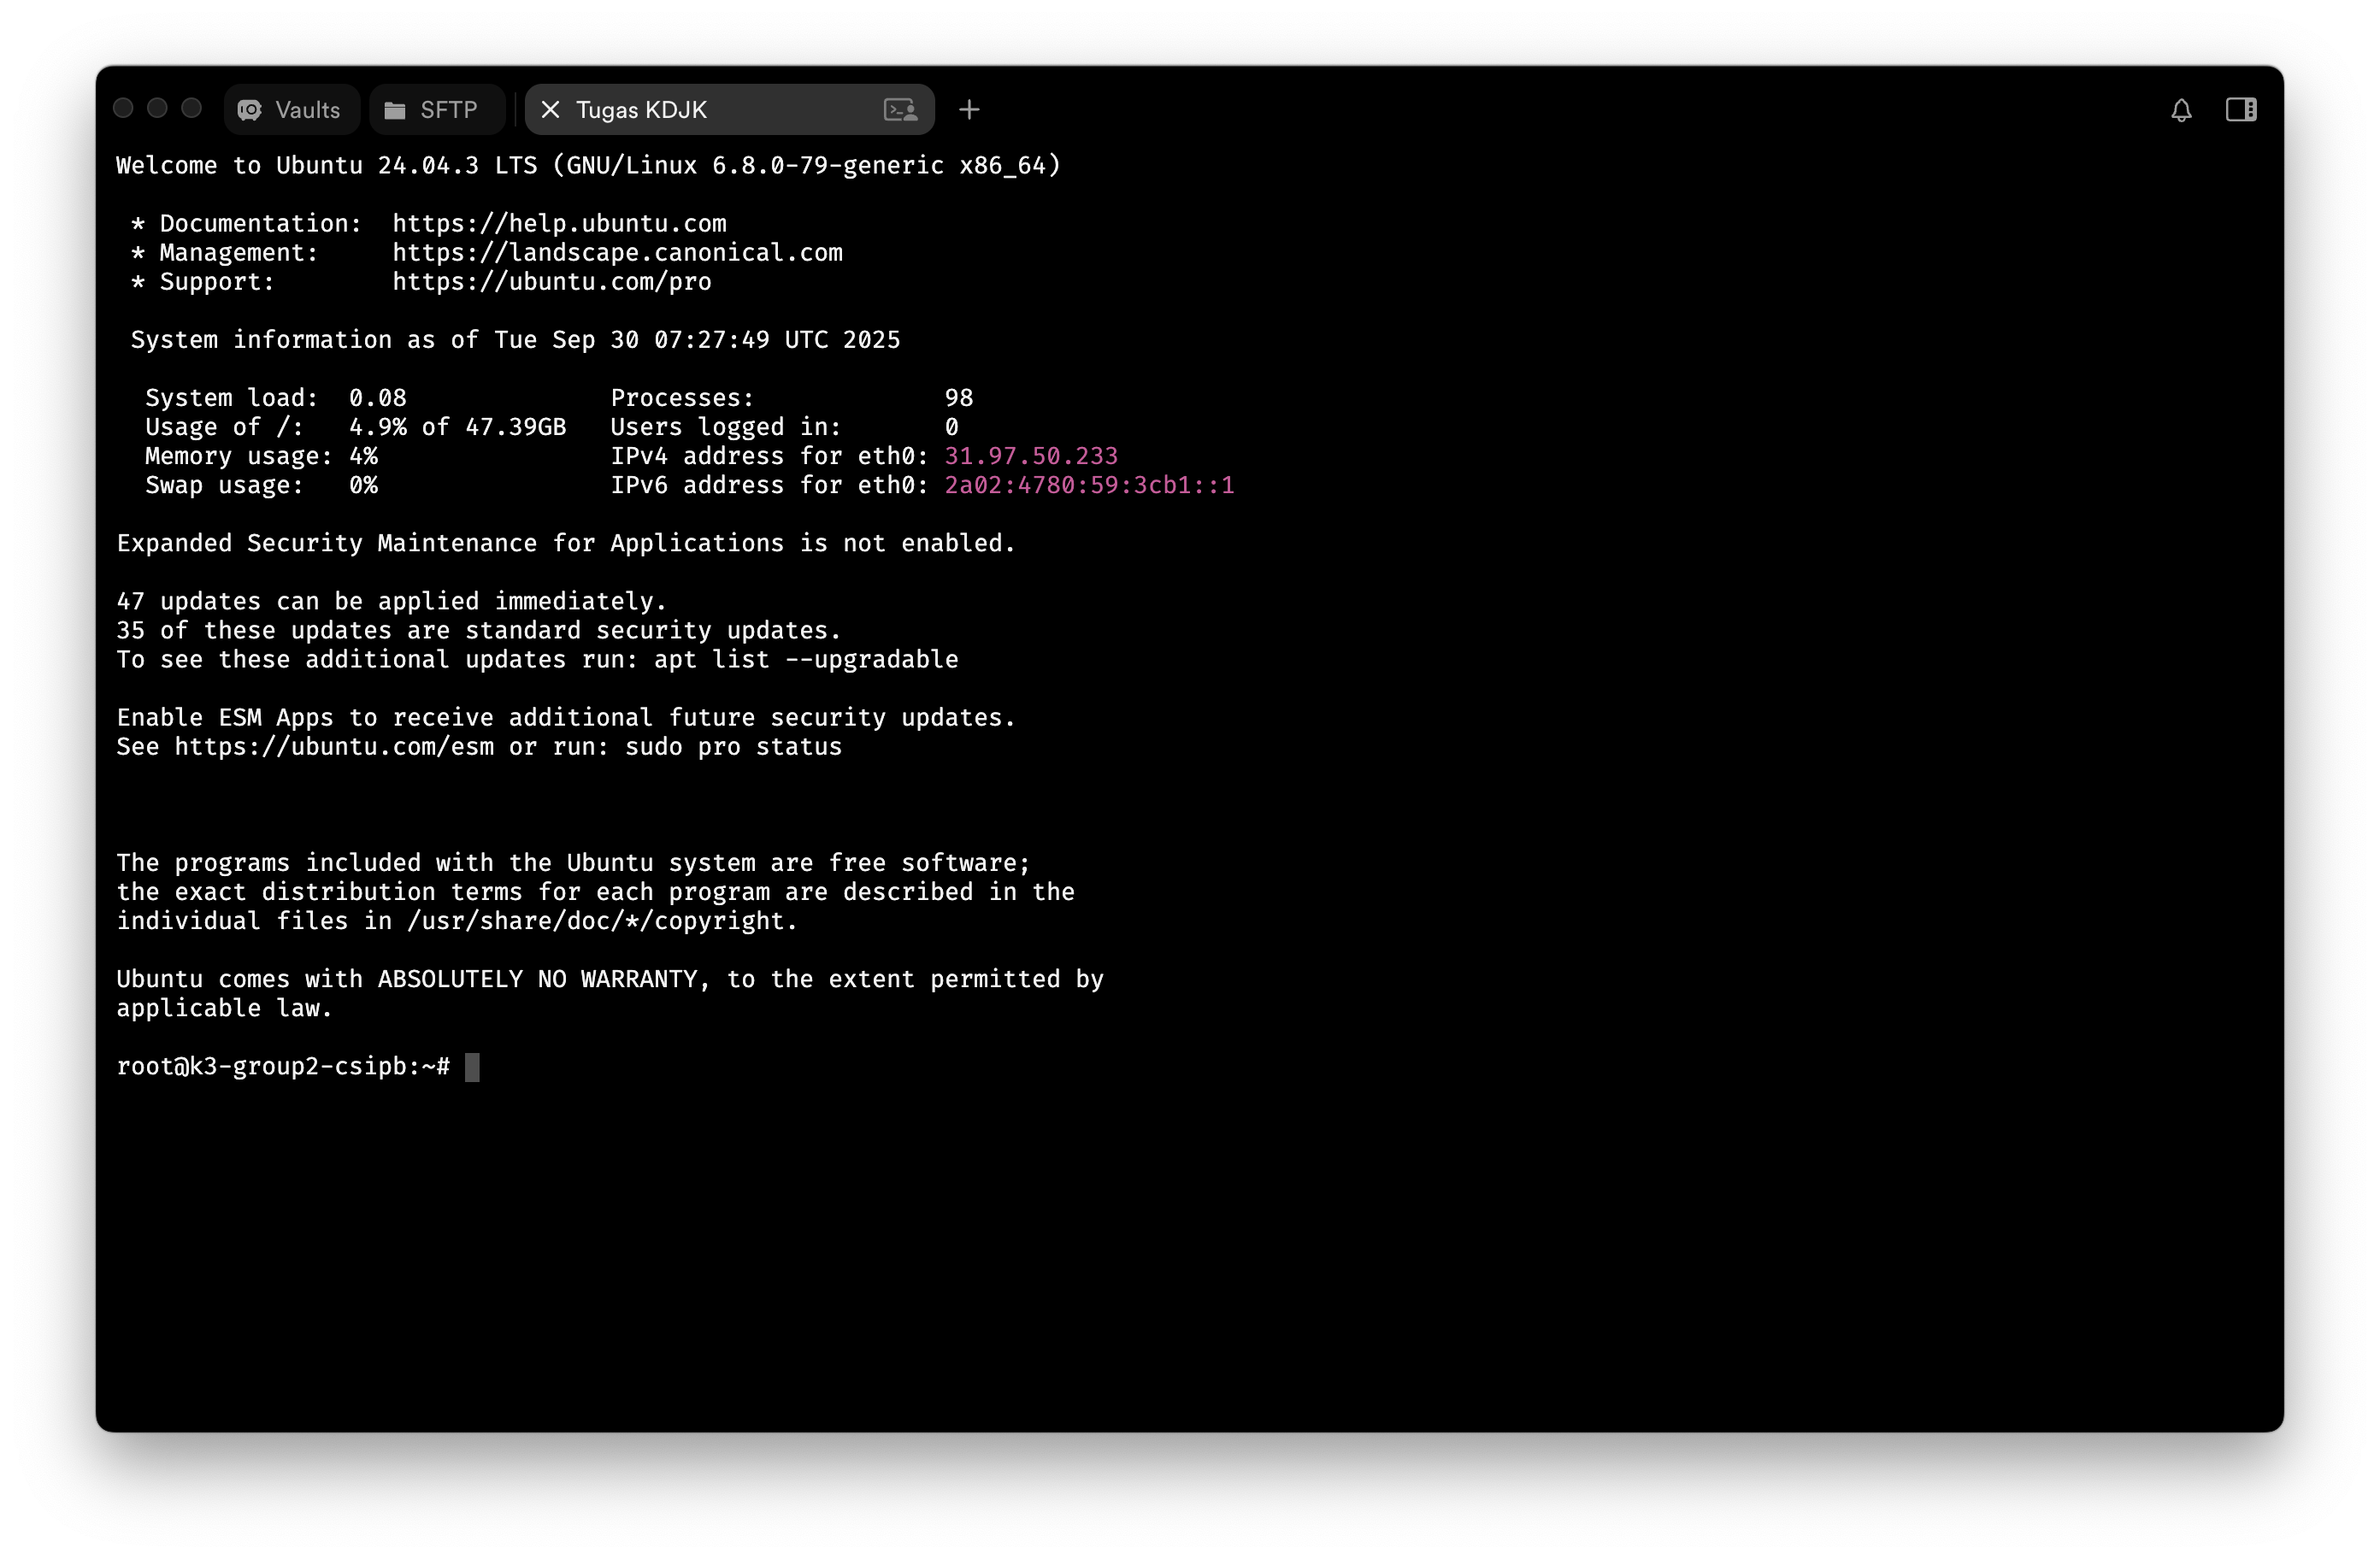 Vaults SFTP Tugas KDJK
Welcome to Ubuntu 24.04.3 LTS (GNU/Linux 6.8.0-79-generic x86_64)
* Documentation: https://help.ubuntu.com
* Management: https://landscape.canonical.com
* Support: https://ubuntu.com/pro
System information as of Tue Sep 30 07:27:49 UTC 2025
System load: 0.08 Processes: 98
Usage of /: 4.9% of 47.39GB Users logged in: 0
Memory usage: 4% IPv4 address for eth0: 31.97.50.233
Swap usage: 0% IPv6 address for eth0: 2a02:4780:59:3cb1::1
Expanded Security Maintenance for Applications is not enabled.
47 updates can be applied immediately.
35 of these updates are standard security updates.
To see these additional updates run: apt list --upgradable
Enable ESM Apps to receive additional future security updates.
See https://ubuntu.com/esm or run: sudo pro status
The programs included with the Ubuntu system are free software;
the exact distribution terms for each program are described in the
individual files in /usr/share/doc/*/copyright.
Ubuntu comes with ABSOLUTELY NO WARRANTY, to the extent permitted by
applicable law.
root@k3-group2-csipb:~#